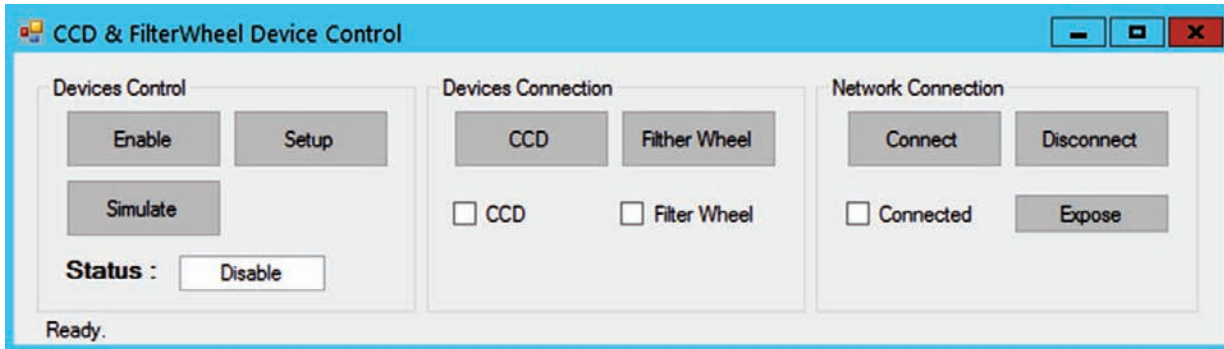 CCD & FilterWheel Device Control
Devices Control
Enable
Setup
Simulate
Status :
Disable
Devices Connection
CCD
Filther Wheel
CCD
Filter Wheel
Network Connection
Connect
Disconnect
Connected
Expose
Ready.